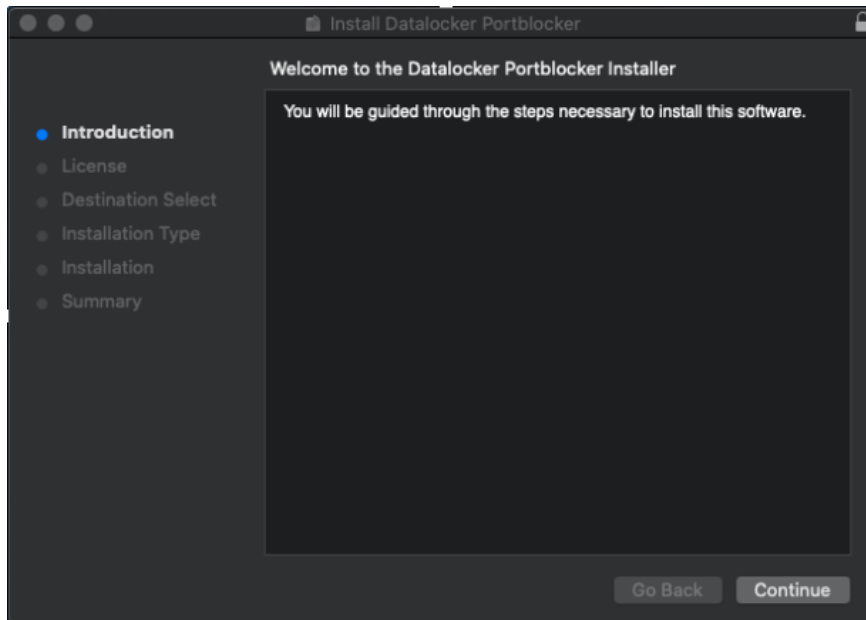 Install Datalocker Portblocker
Welcome to the Datalocker Portblocker Installer
You will be guided through the steps necessary to install this software.
Introduction
License
Destination Select
Installation Type
Installation
Summary
Go Back
Continue